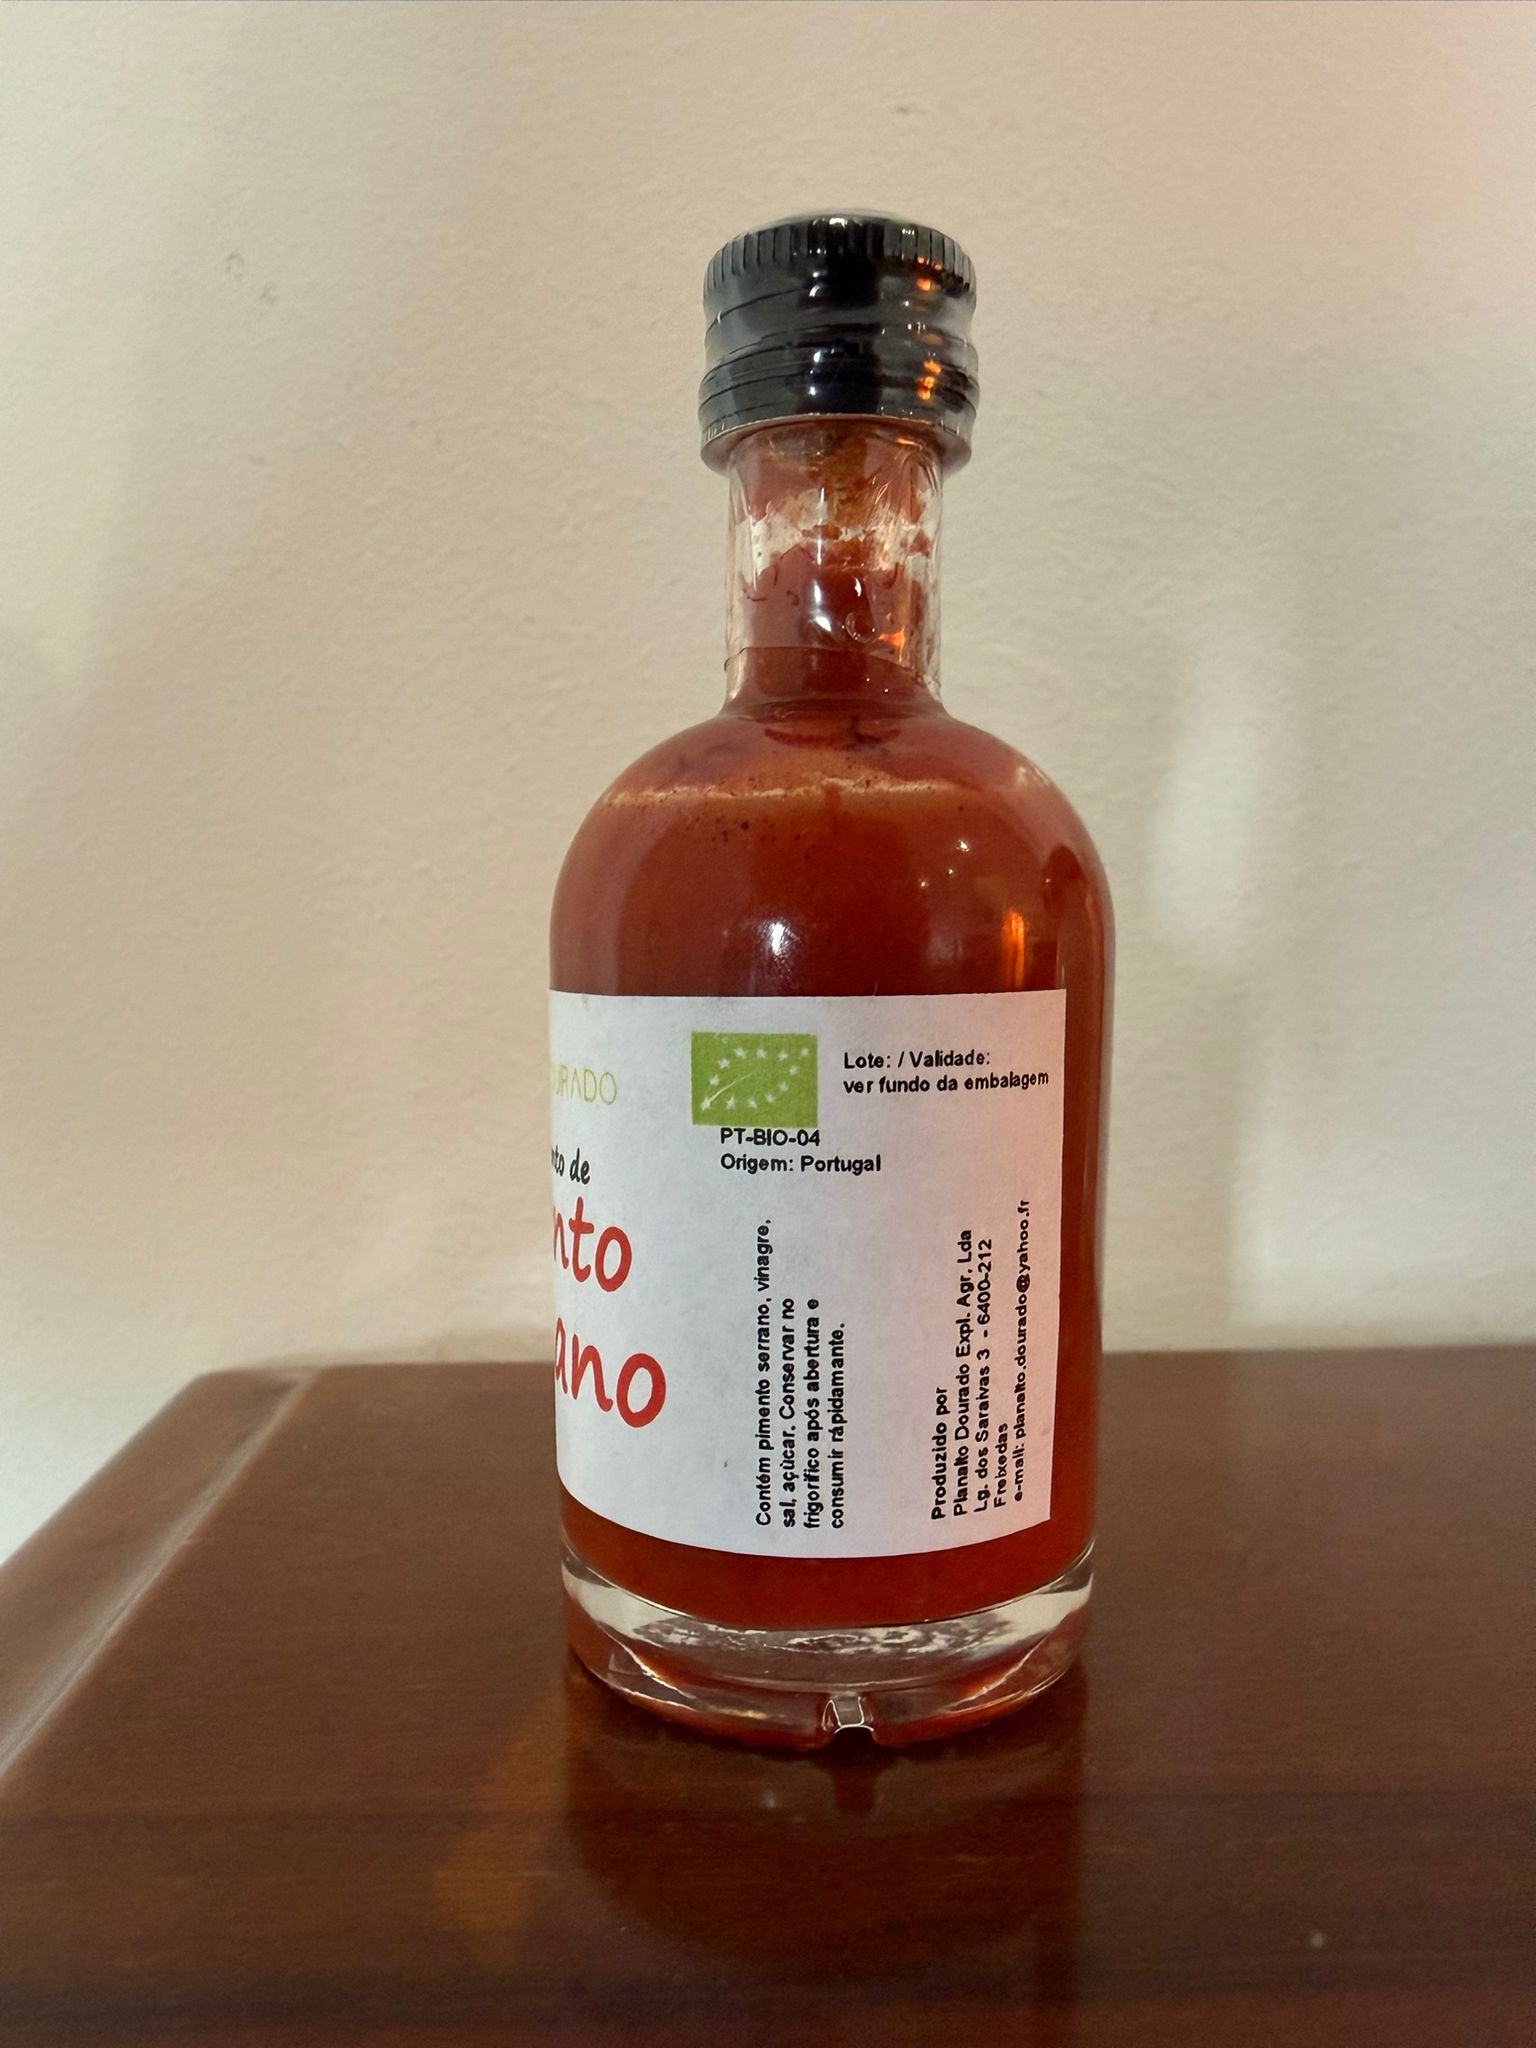 DOURADO
nto de
nto
ano
PT-BIO-04
Origem: Portugal
Lote: / Validade:
ver fundo da embalagem
Contém pimento serrano, vinagre,
sal, açùcar. Conservar no
frigorífico após abertura e
consumir rápidamante.
Produzido por
Planalto Dourado Expl. Agr. Lda
Lg. dos Saraivas 3 - 6400-212
Freixedas
e-mail: planalto.dourado@yahoo.fr